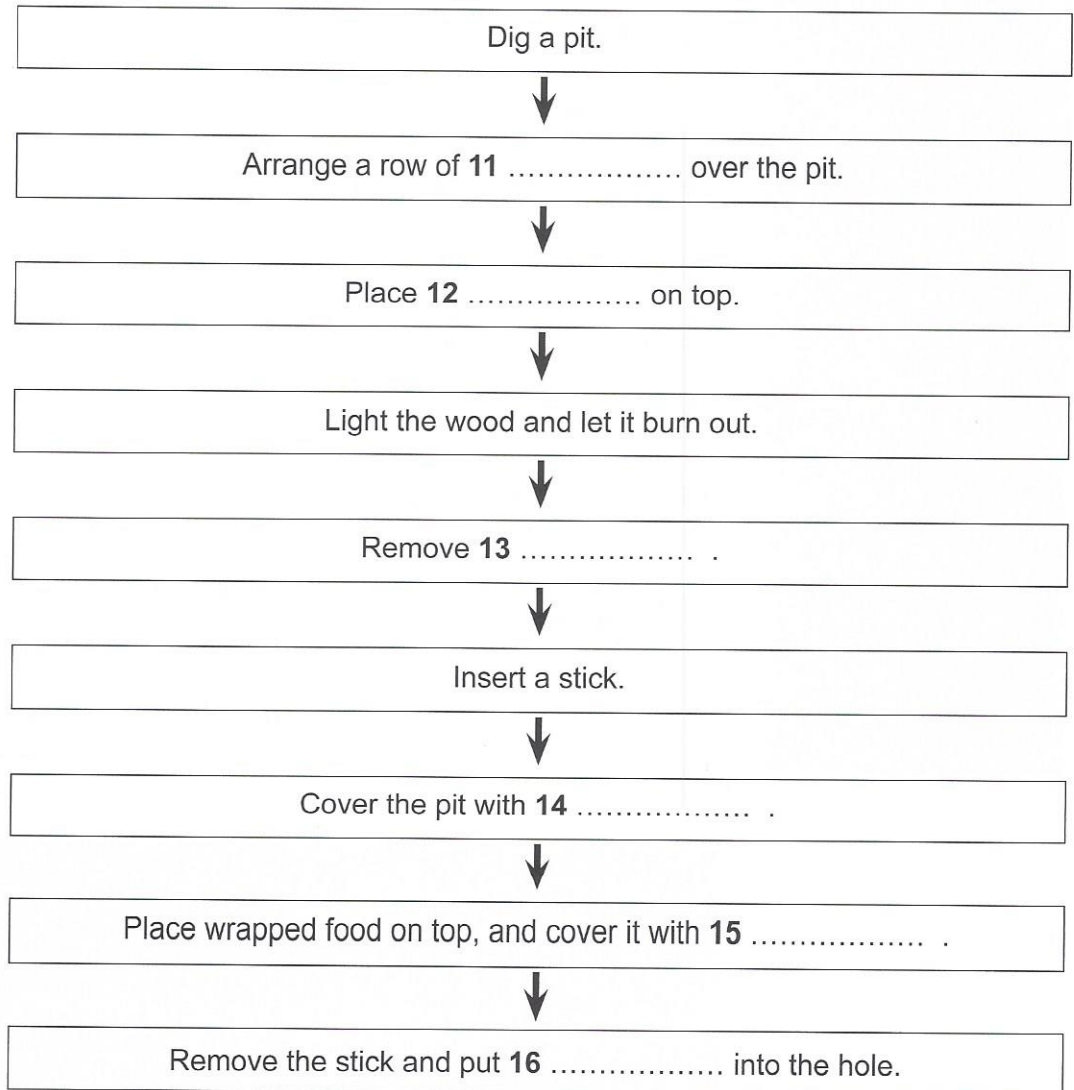 Dig a pit.
Arrange a row of 11 .................. over the pit.
Place 12 .................. on top.
Light the wood and let it burn out.
Remove 13 .................. .
Insert a stick.
Cover the pit with 14 .................. .
Place wrapped food on top, and cover it with 15 .................. .
Remove the stick and put 16 .................. into the hole.